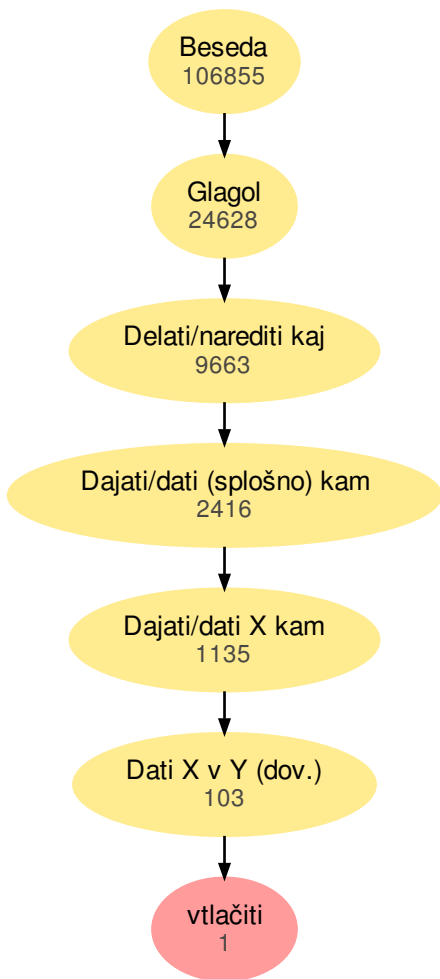 Beseda
106855
Glagol
24628
Delati/narediti kaj
9663
Dajati/dati (splošno) kam
2416
Dajati/dati X kam
1135
Dati X v Y (dov.)
103
vtlačiti
1